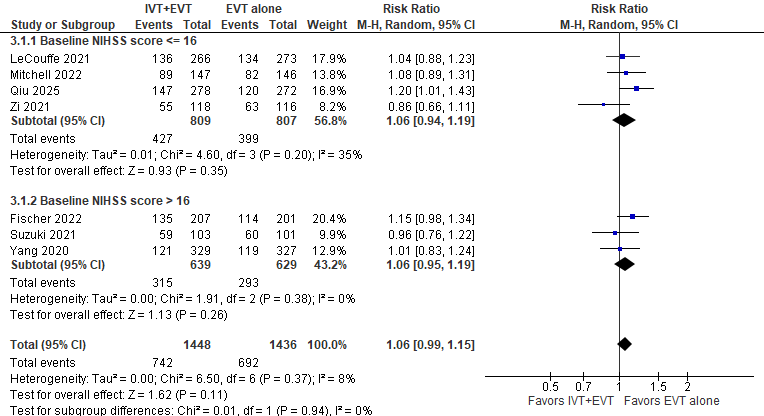 IVT+EVT EVT alone Risk Ratio Risk Ratio
Study or Subgroup Events Total Events Total Weight M-H, Random, 95% CI M-H, Random, 95% CI
3.1.1 Baseline NIHSS score <= 16
LeCouffe 2021 136 266 134 273 17.9% 1.04 [0.88, 1.23]
Mitchell 2022 89 147 82 146 13.8% 1.08 [0.89, 1.31]
Qiu 2025 147 278 120 272 17.0% 1.20 [1.01, 1.43]
Zi 2021 55 118 63 116 8.2% 0.86 [0.66, 1.11]
Subtotal (95% CI) 809 807 56.8% 1.06 [0.94, 1.19]
Total events 427 399
Heterogeneity: Tau² = 0.01; Chi² = 4.60, df = 3 (P = 0.20); I² = 35%
Test for overall effect: Z = 0.93 (P = 0.35)
3.1.2 Baseline NIHSS score > 16
Fischer 2022 135 207 114 201 20.4% 1.15 [0.98, 1.34]
Suzuki 2021 59 103 60 101 9.9% 0.96 [0.76, 1.22]
Yang 2020 121 329 119 327 12.9% 1.01 [0.83, 1.24]
Subtotal (95% CI) 639 629 43.2% 1.06 [0.95, 1.19]
Total events 315 293
Heterogeneity: Tau² = 0.00; Chi² = 1.91, df = 2 (P = 0.38); I² = 0%
Test for overall effect: Z = 1.13 (P = 0.26)
Total (95% CI) 1448 1436 100.0% 1.06 [0.99, 1.15]
Total events 742 692
Heterogeneity: Tau² = 0.00; Chi² = 6.50, df = 6 (P = 0.37); I² = 8%
Test for overall effect: Z = 1.62 (P = 0.11)
Test for subgroup differences: Chi² = 0.01, df = 1 (P = 0.94), I² = 0%
0.5 0.7 1 1.5 2
Favors IVT+EVT Favors EVT alone